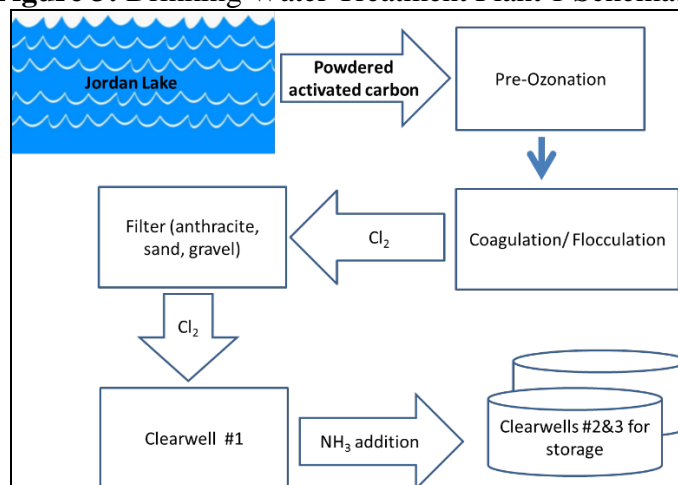 Jordan Lake
Powdered
activated carbon
Pre-Ozonation
Filter (anthracite,
sand, gravel)
Cl2
Coagulation/ Flocculation
Cl2
Clearwell #1
NH3 addition
Clearwells #2&3 for
storage